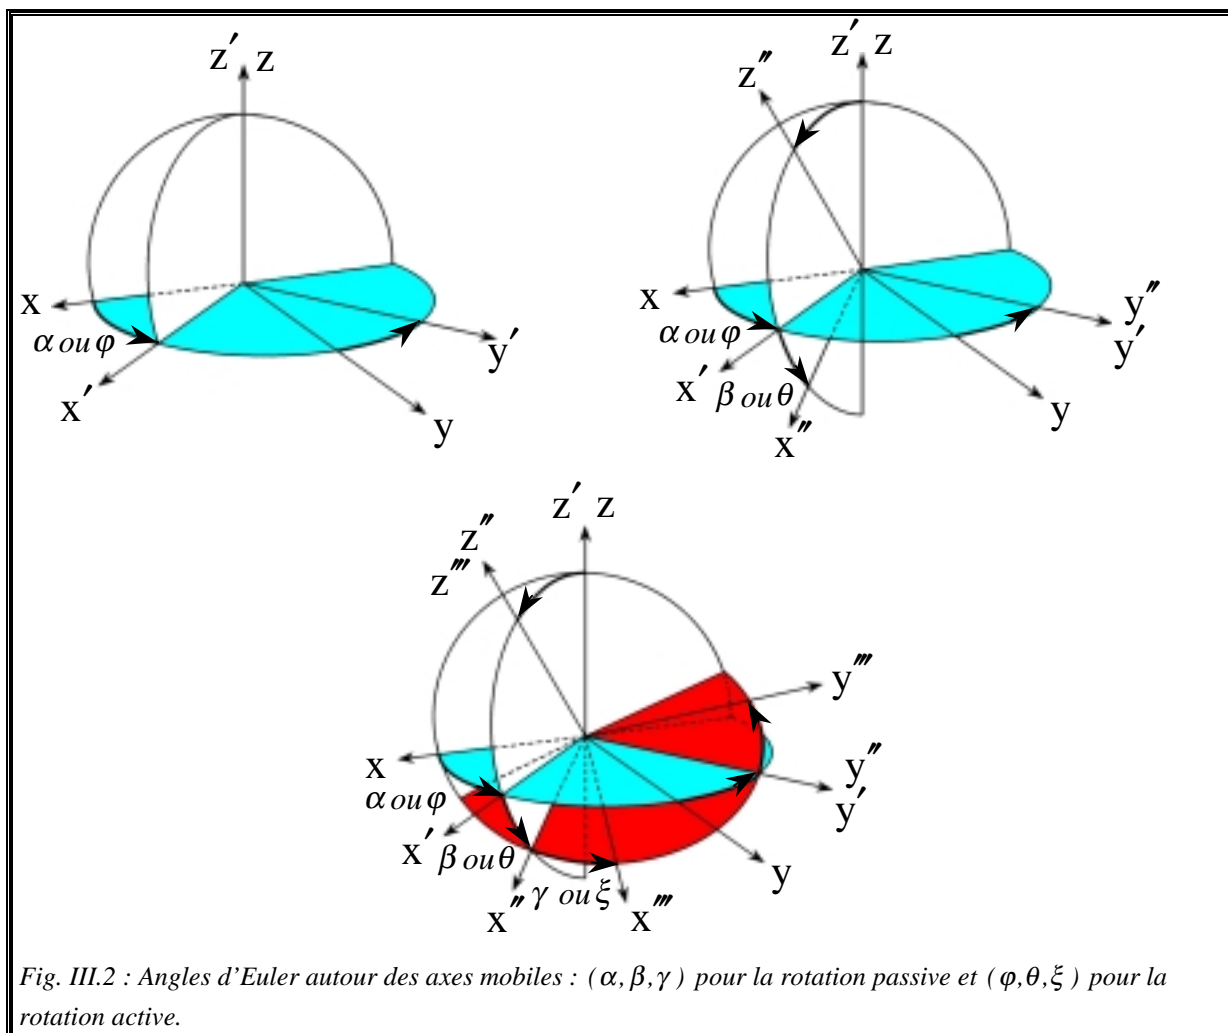 z′ z
x
α ou φ
x′
y′
y
z′ z
z″
x
α ou φ
x′
β ou θ
x″
y″
y′
y
z′ z
z″
z‴
y‴
x
α ou φ
x′
β ou θ
x″
γ ou ξ
x‴
y″
y′
y
Fig. III.2 : Angles d'Euler autour des axes mobiles : (α,β,γ) pour la rotation passive et (φ,θ,ξ) pour la
rotation active.